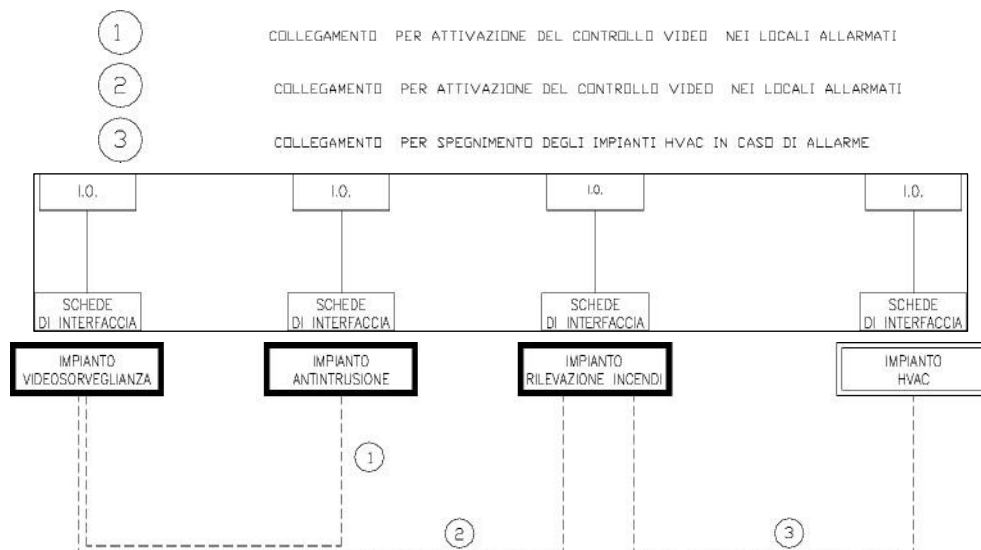 1 COLLEGAMENTO PER ATTIVAZIONE DEL CONTROLLO VIDEO NEI LOCALI ALLARMATI
2 COLLEGAMENTO PER ATTIVAZIONE DEL CONTROLLO VIDEO NEI LOCALI ALLARMATI
3 COLLEGAMENTO PER SPEGNIMENTO DEGLI IMPIANTI HVAC IN CASO DI ALLARME
I.O. I.O. I.O. I.O.
SCHEDE SCHEDE SCHEDE SCHEDE
DI INTERFACCIA DI INTERFACCIA DI INTERFACCIA DI INTERFACCIA
IMPIANTO IMPIANTO IMPIANTO IMPIANTO
VIDEOSORVEGLIANZA ANTINTRUSIONE RILEVAZIONE INCENDI HVAC
1
2 3